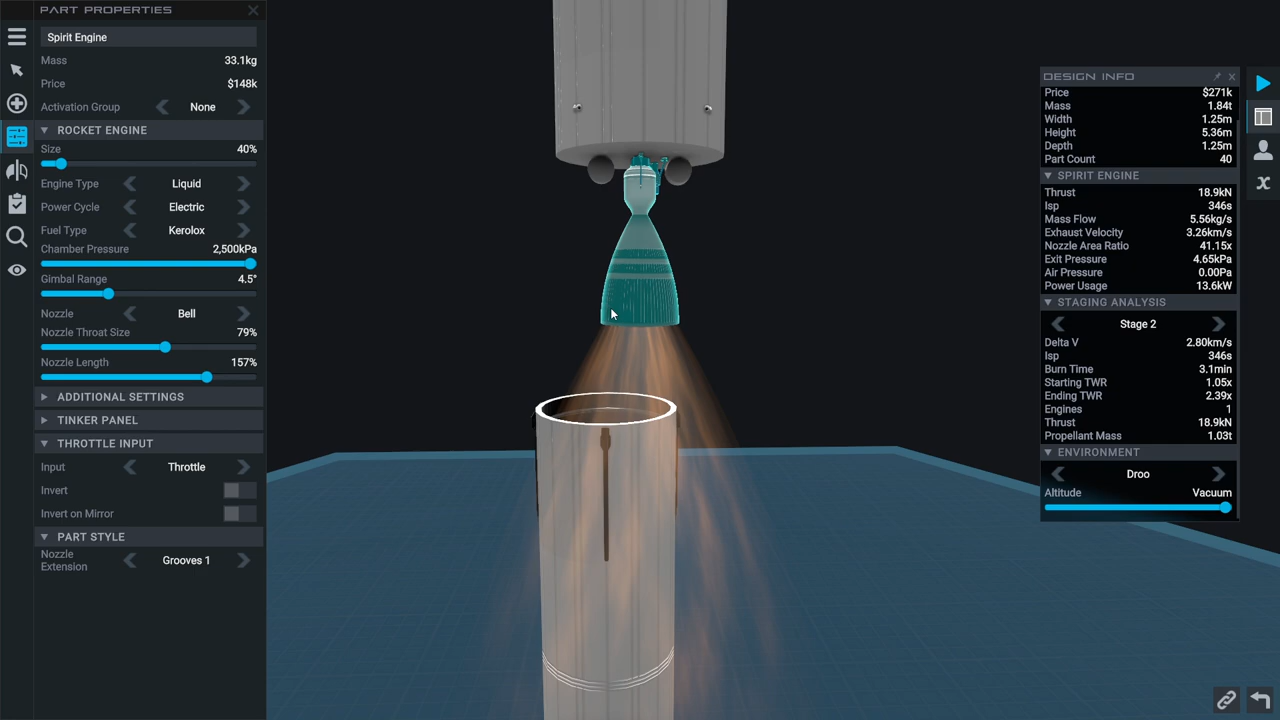 PART PROPERTIES
Spirit Engine
Mass 33.1kg
Price $148k
Activation Group None
ROCKET ENGINE
Size 40%
Engine Type Liquid
Power Cycle Electric
Fuel Type Kerolox
Chamber Pressure 2,500kPa
Gimbal Range 4.5°
Nozzle Bell
Nozzle Throat Size 79%
Nozzle Length 157%
ADDITIONAL SETTINGS
TINKER PANEL
THROTTLE INPUT
Input Throttle
Invert
Invert on Mirror
PART STYLE
Nozzle
Extension Grooves 1
DESIGN INFO
Price $271k
Mass 1.84t
Width 1.25m
Height 5.36m
Depth 1.25m
Part Count 40
SPIRIT ENGINE
Thrust 18.9kN
Isp 346s
Mass Flow 5.56kg/s
Exhaust Velocity 3.26km/s
Nozzle Area Ratio 41.15x
Exit Pressure 4.65kPa
Air Pressure 0.00Pa
Power Usage 13.6kW
STAGING ANALYSIS
Stage 2
Delta V 2.80km/s
Isp 346s
Burn Time 3.1min
Starting TWR 1.05x
Ending TWR 2.39x
Engines 1
Thrust 18.9kN
Propellant Mass 1.03t
ENVIRONMENT
Droo
Altitude Vacuum